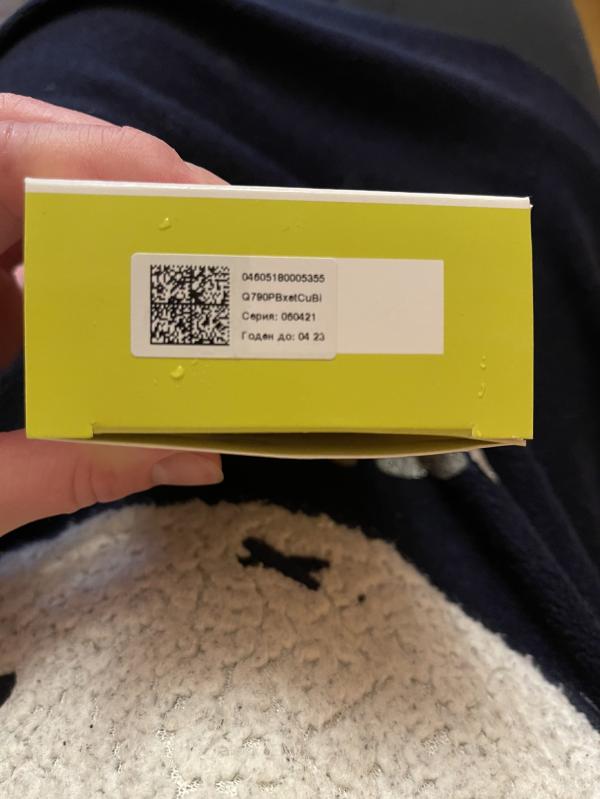 04605180005355
Q790PBxetCuBi
Серия: 060421
Годен до: 04 23